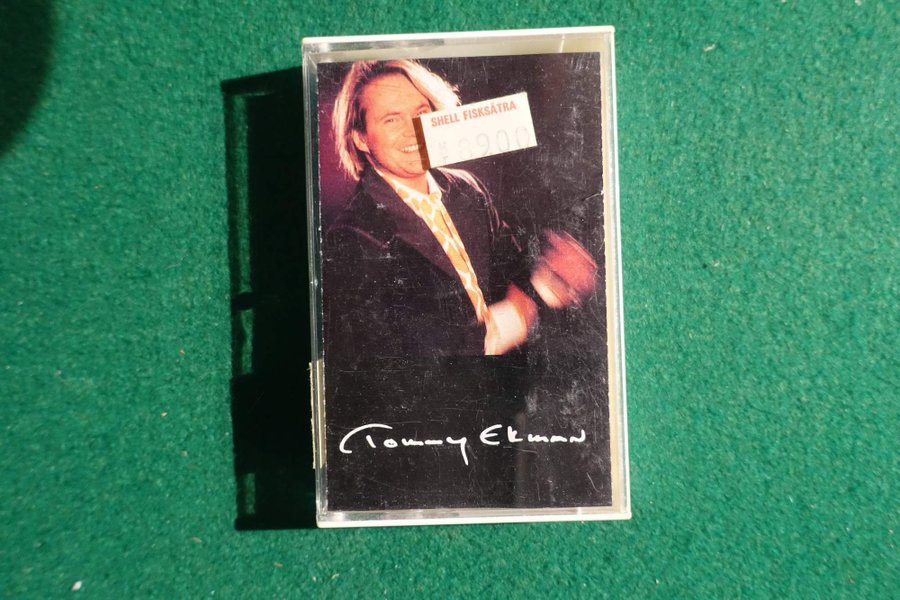 SHELL FISKSÄTRA
Tommy Ekman